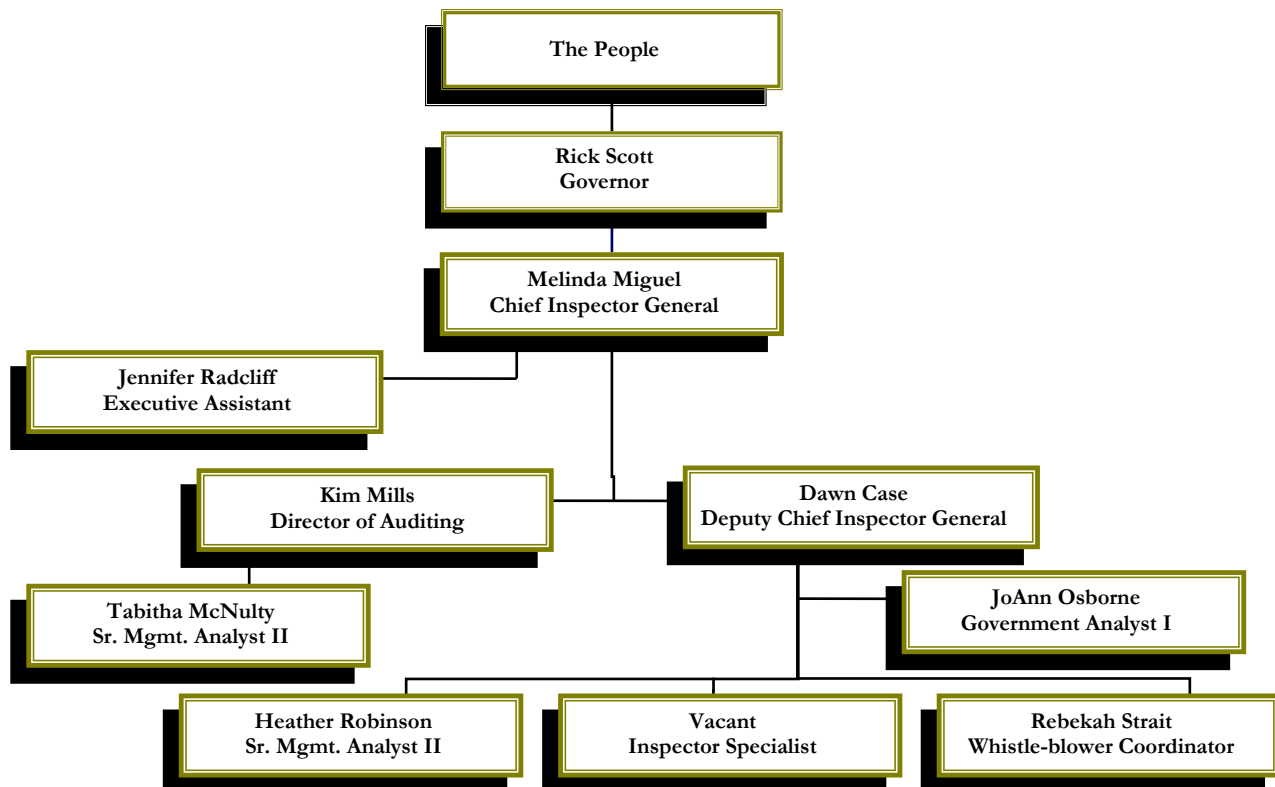 The People
Rick Scott
Governor
Melinda Miguel
Chief Inspector General
Jennifer Radcliff
Executive Assistant
Kim Mills
Director of Auditing
Dawn Case
Deputy Chief Inspector General
Tabitha McNulty
Sr. Mgmt. Analyst II
JoAnn Osborne
Government Analyst I
Heather Robinson
Sr. Mgmt. Analyst II
Vacant
Inspector Specialist
Rebekah Strait
Whistle-blower Coordinator